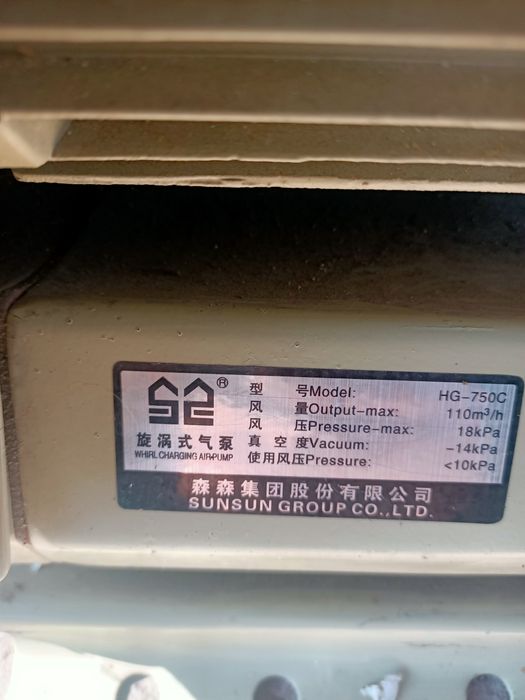 ®
旋涡式气泵
WHIRL CHARGING AIR-PUMP
型 号Model: HG-750C
风 量Output-max: 110m³/h
风 压Pressure-max: 18kPa
真 空 度Vacuum: -14kPa
使用风压Pressure: <10kPa
森森集团股份有限公司
SUNSUN GROUP CO.,LTD.